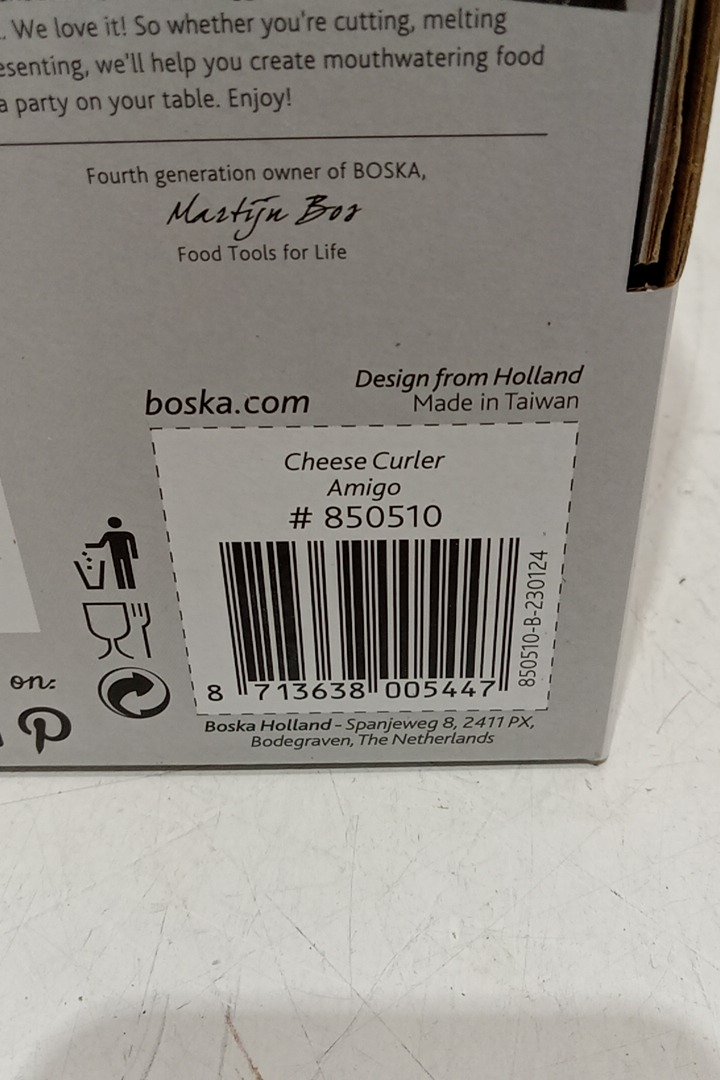 . We love it! So whether you're cutting, melting
esenting, we'll help you create mouthwatering food
a party on your table. Enjoy!
Fourth generation owner of BOSKA,
Martijn Bos
Food Tools for Life
Design from Holland
boska.com
Made in Taiwan
Cheese Curler
Amigo
# 850510
850510-B-230124
8 713638 005447
on:
Boska Holland - Spanjeweg 8, 2411 PX,
Bodegraven, The Netherlands